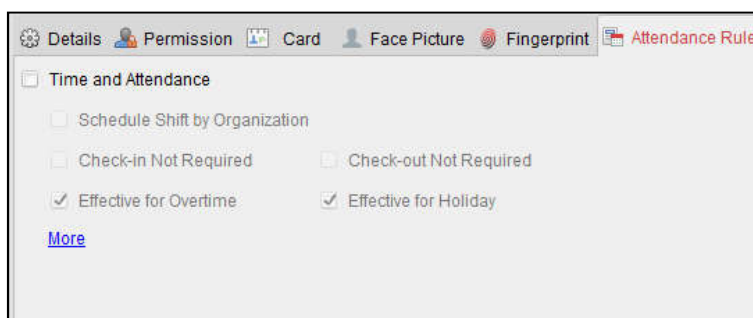 Details Permission Card Face Picture Fingerprint Attendance Rule
Time and Attendance
Schedule Shift by Organization
Check-in Not Required Check-out Not Required
Effective for Overtime Effective for Holiday
More